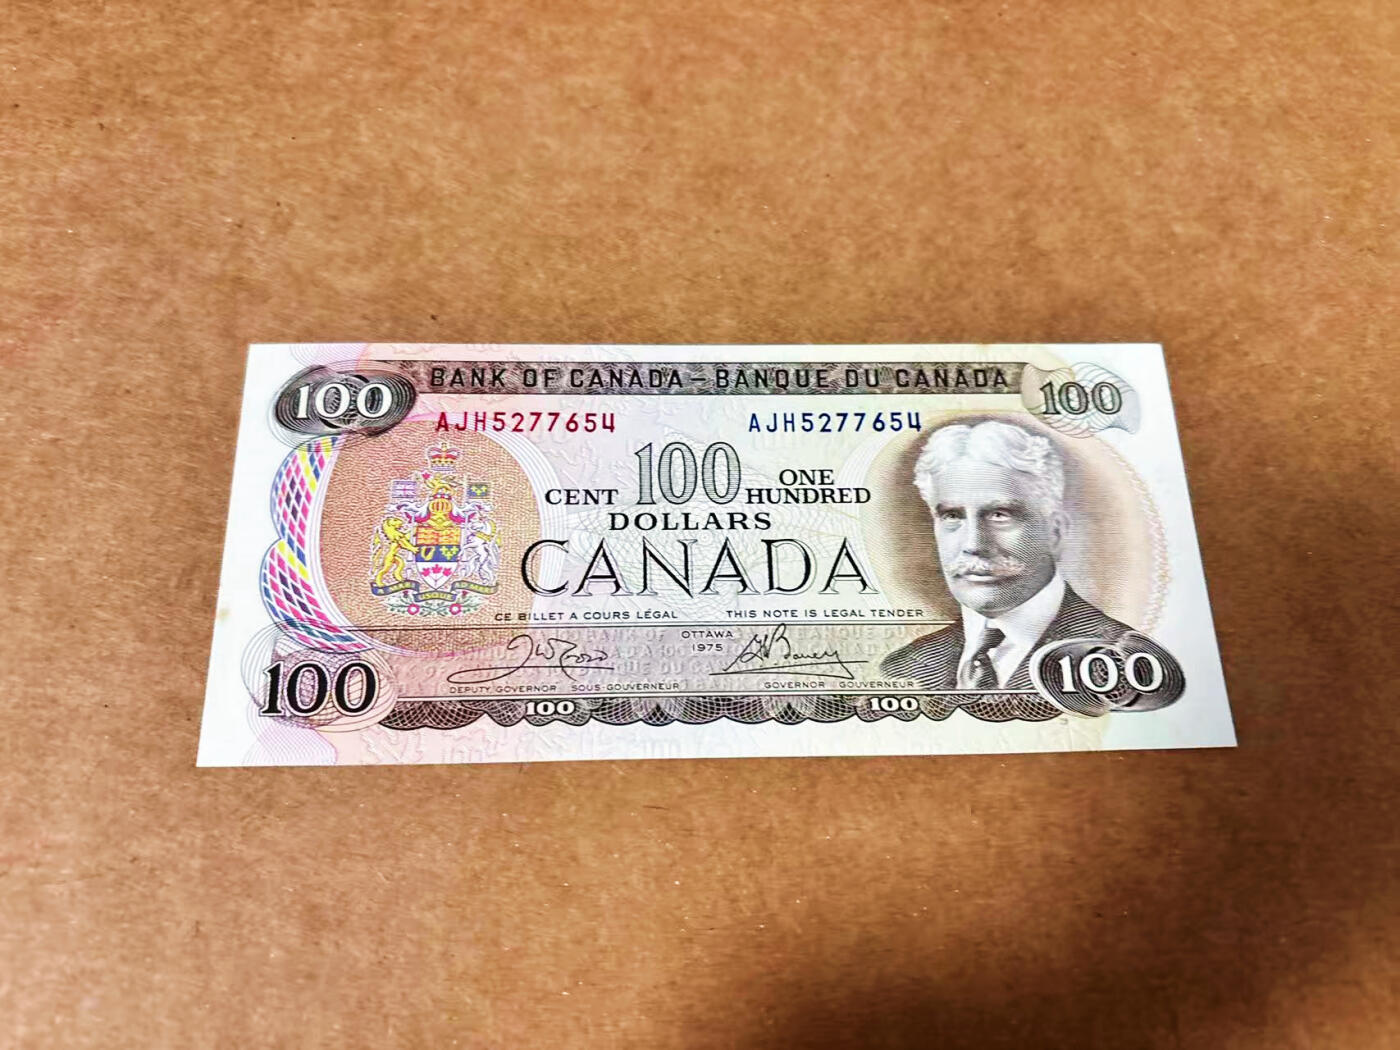 100 BANK OF CANADA – BANQUE DU CANADA 100
AJH5277654 AJH5277654
CENT 100 ONE HUNDRED
DOLLARS
CANADA
CE BILLET A COURS LÉGAL THIS NOTE IS LEGAL TENDER
OTTAWA
1975
DEPUTY GOVERNOR SOUS-GOUVERNEUR GOVERNOR GOUVERNEUR
100 100 100 100